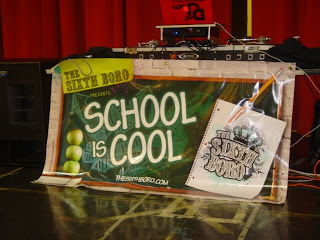 THE
SIXTH BORO
PRESENTS
SCHOOL
IS
COOL
THESIXTHBORO.COM
THE
SIXTH
BORO